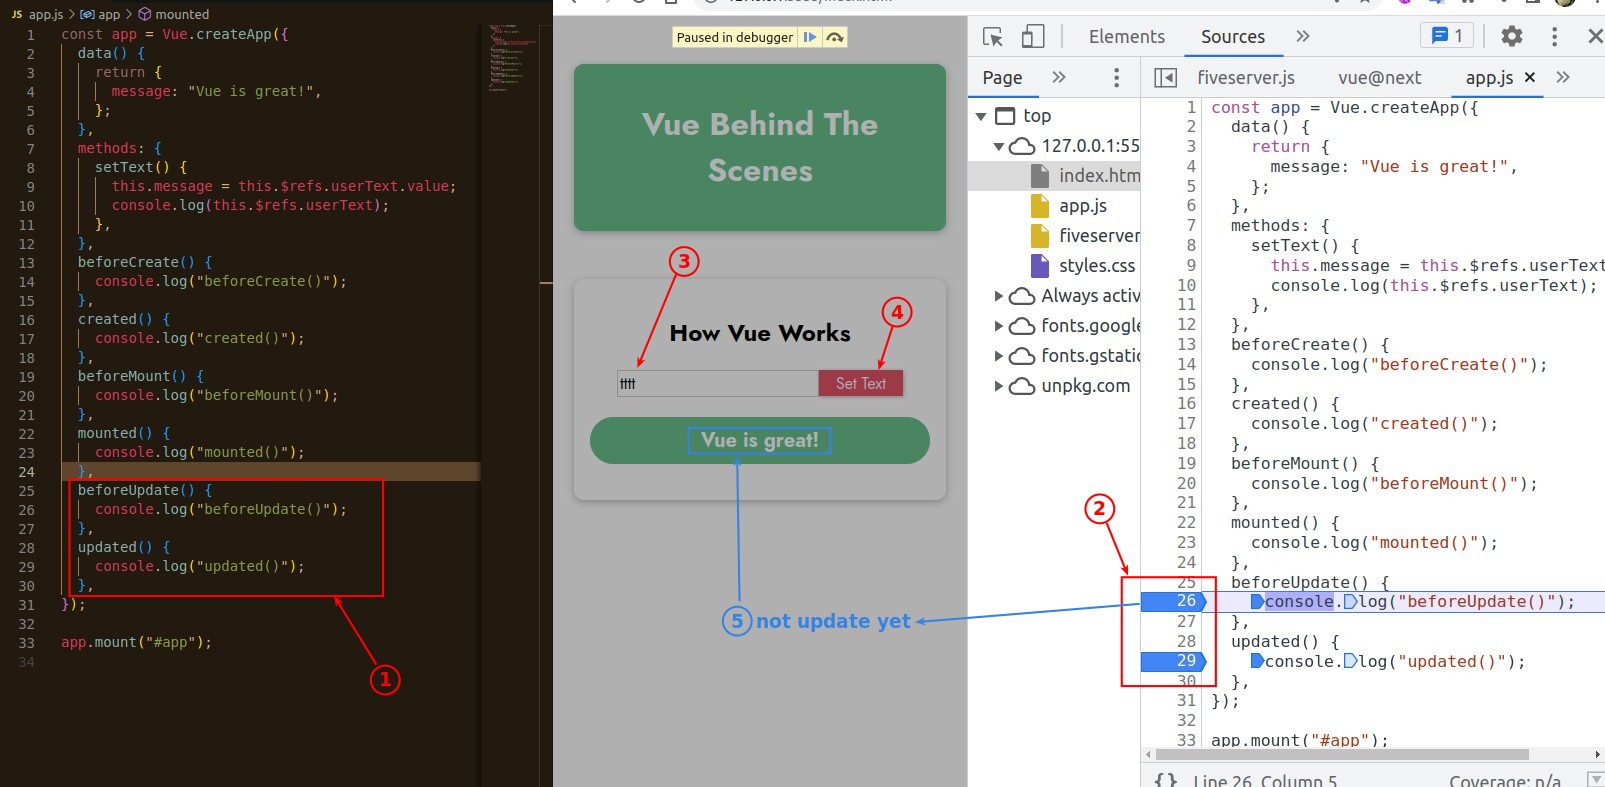 JS app.js > app > mounted
1 const app = Vue.createApp({
2 data() {
3 return {
4 message: "Vue is great!",
5 };
6 },
7 methods: {
8 setText() {
9 this.message = this.$refs.userText.value;
10 console.log(this.$refs.userText);
11 },
12 },
13 beforeCreate() {
14 console.log("beforeCreate()");
15 },
16 created() {
17 console.log("created()");
18 },
19 beforeMount() {
20 console.log("beforeMount()");
21 },
22 mounted() {
23 console.log("mounted()");
24 },
25 beforeUpdate() {
26 console.log("beforeUpdate()");
27 },
28 updated() {
29 console.log("updated()");
30 },
31 });
32
33 app.mount("#app");
34
1
Paused in debugger
Vue Behind The
Scenes
3
4
How Vue Works
tttt
Set Text
Vue is great!
5 not update yet
2
Elements
Sources
»
1
Page
»
fiveserver.js
vue@next
app.js ×
»
top
127.0.0.1:55
index.htm
app.js
fiveserver
styles.css
Always activ
fonts.google
fonts.gstatic
unpkg.com
1 const app = Vue.createApp({
2 data() {
3 return {
4 message: "Vue is great!",
5 };
6 },
7 methods: {
8 setText() {
9 this.message = this.$refs.userText
10 console.log(this.$refs.userText);
11 },
12 },
13 beforeCreate() {
14 console.log("beforeCreate()");
15 },
16 created() {
17 console.log("created()");
18 },
19 beforeMount() {
20 console.log("beforeMount()");
21 },
22 mounted() {
23 console.log("mounted()");
24 },
25 beforeUpdate() {
26 console.log("beforeUpdate()");
27 },
28 updated() {
29 console.log("updated()");
30 },
31 });
32
33 app.mount("#app");
{} Line 26, Column 5
Coverage: n/a